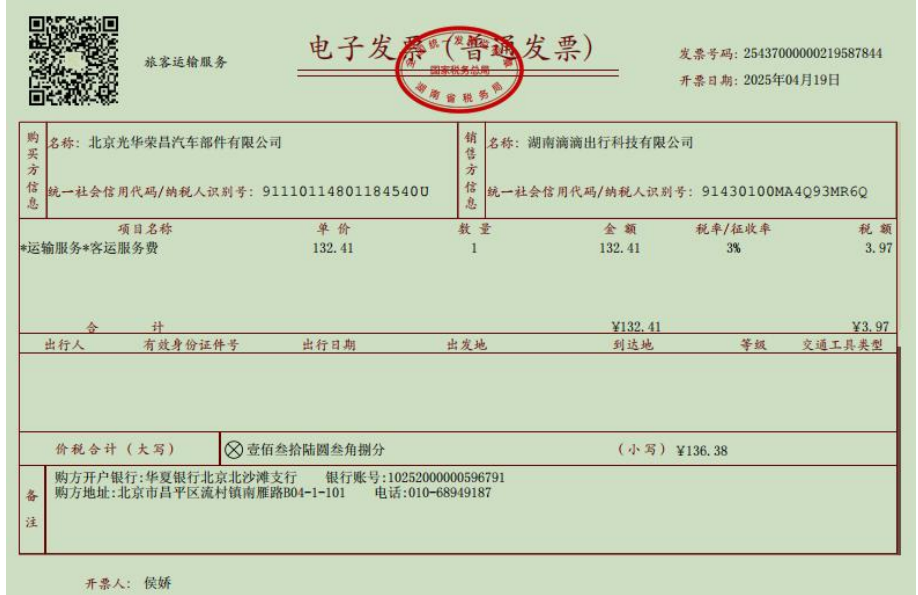 旅客运输服务
电子发票(普通发票)
全国统一发票监制章
国家税务总局
湖南省税务局
发票号码: 25437000000219587844
开票日期: 2025年04月19日
购买方信息
名称: 北京光华荣昌汽车部件有限公司
统一社会信用代码/纳税人识别号: 91110114801184540U
销售方信息
名称: 湖南滴滴出行科技有限公司
统一社会信用代码/纳税人识别号: 91430100MA4Q93MR6Q
项目名称 单价 数量 金额 税率/征收率 税额
*运输服务*客运服务费 132.41 1 132.41 3% 3.97
合计 ¥132.41 ¥3.97
出行人 有效身份证件号 出行日期 出发地 到达地 等级 交通工具类型
价税合计(大写) 壹佰叁拾陆圆叁角捌分 (小写) ¥136.38
备注
购方开户银行:华夏银行北京北沙滩支行 银行账号:10252000000596791
购方地址:北京市昌平区流村镇南雁路B04-1-101 电话:010-68949187
开票人: 侯娇